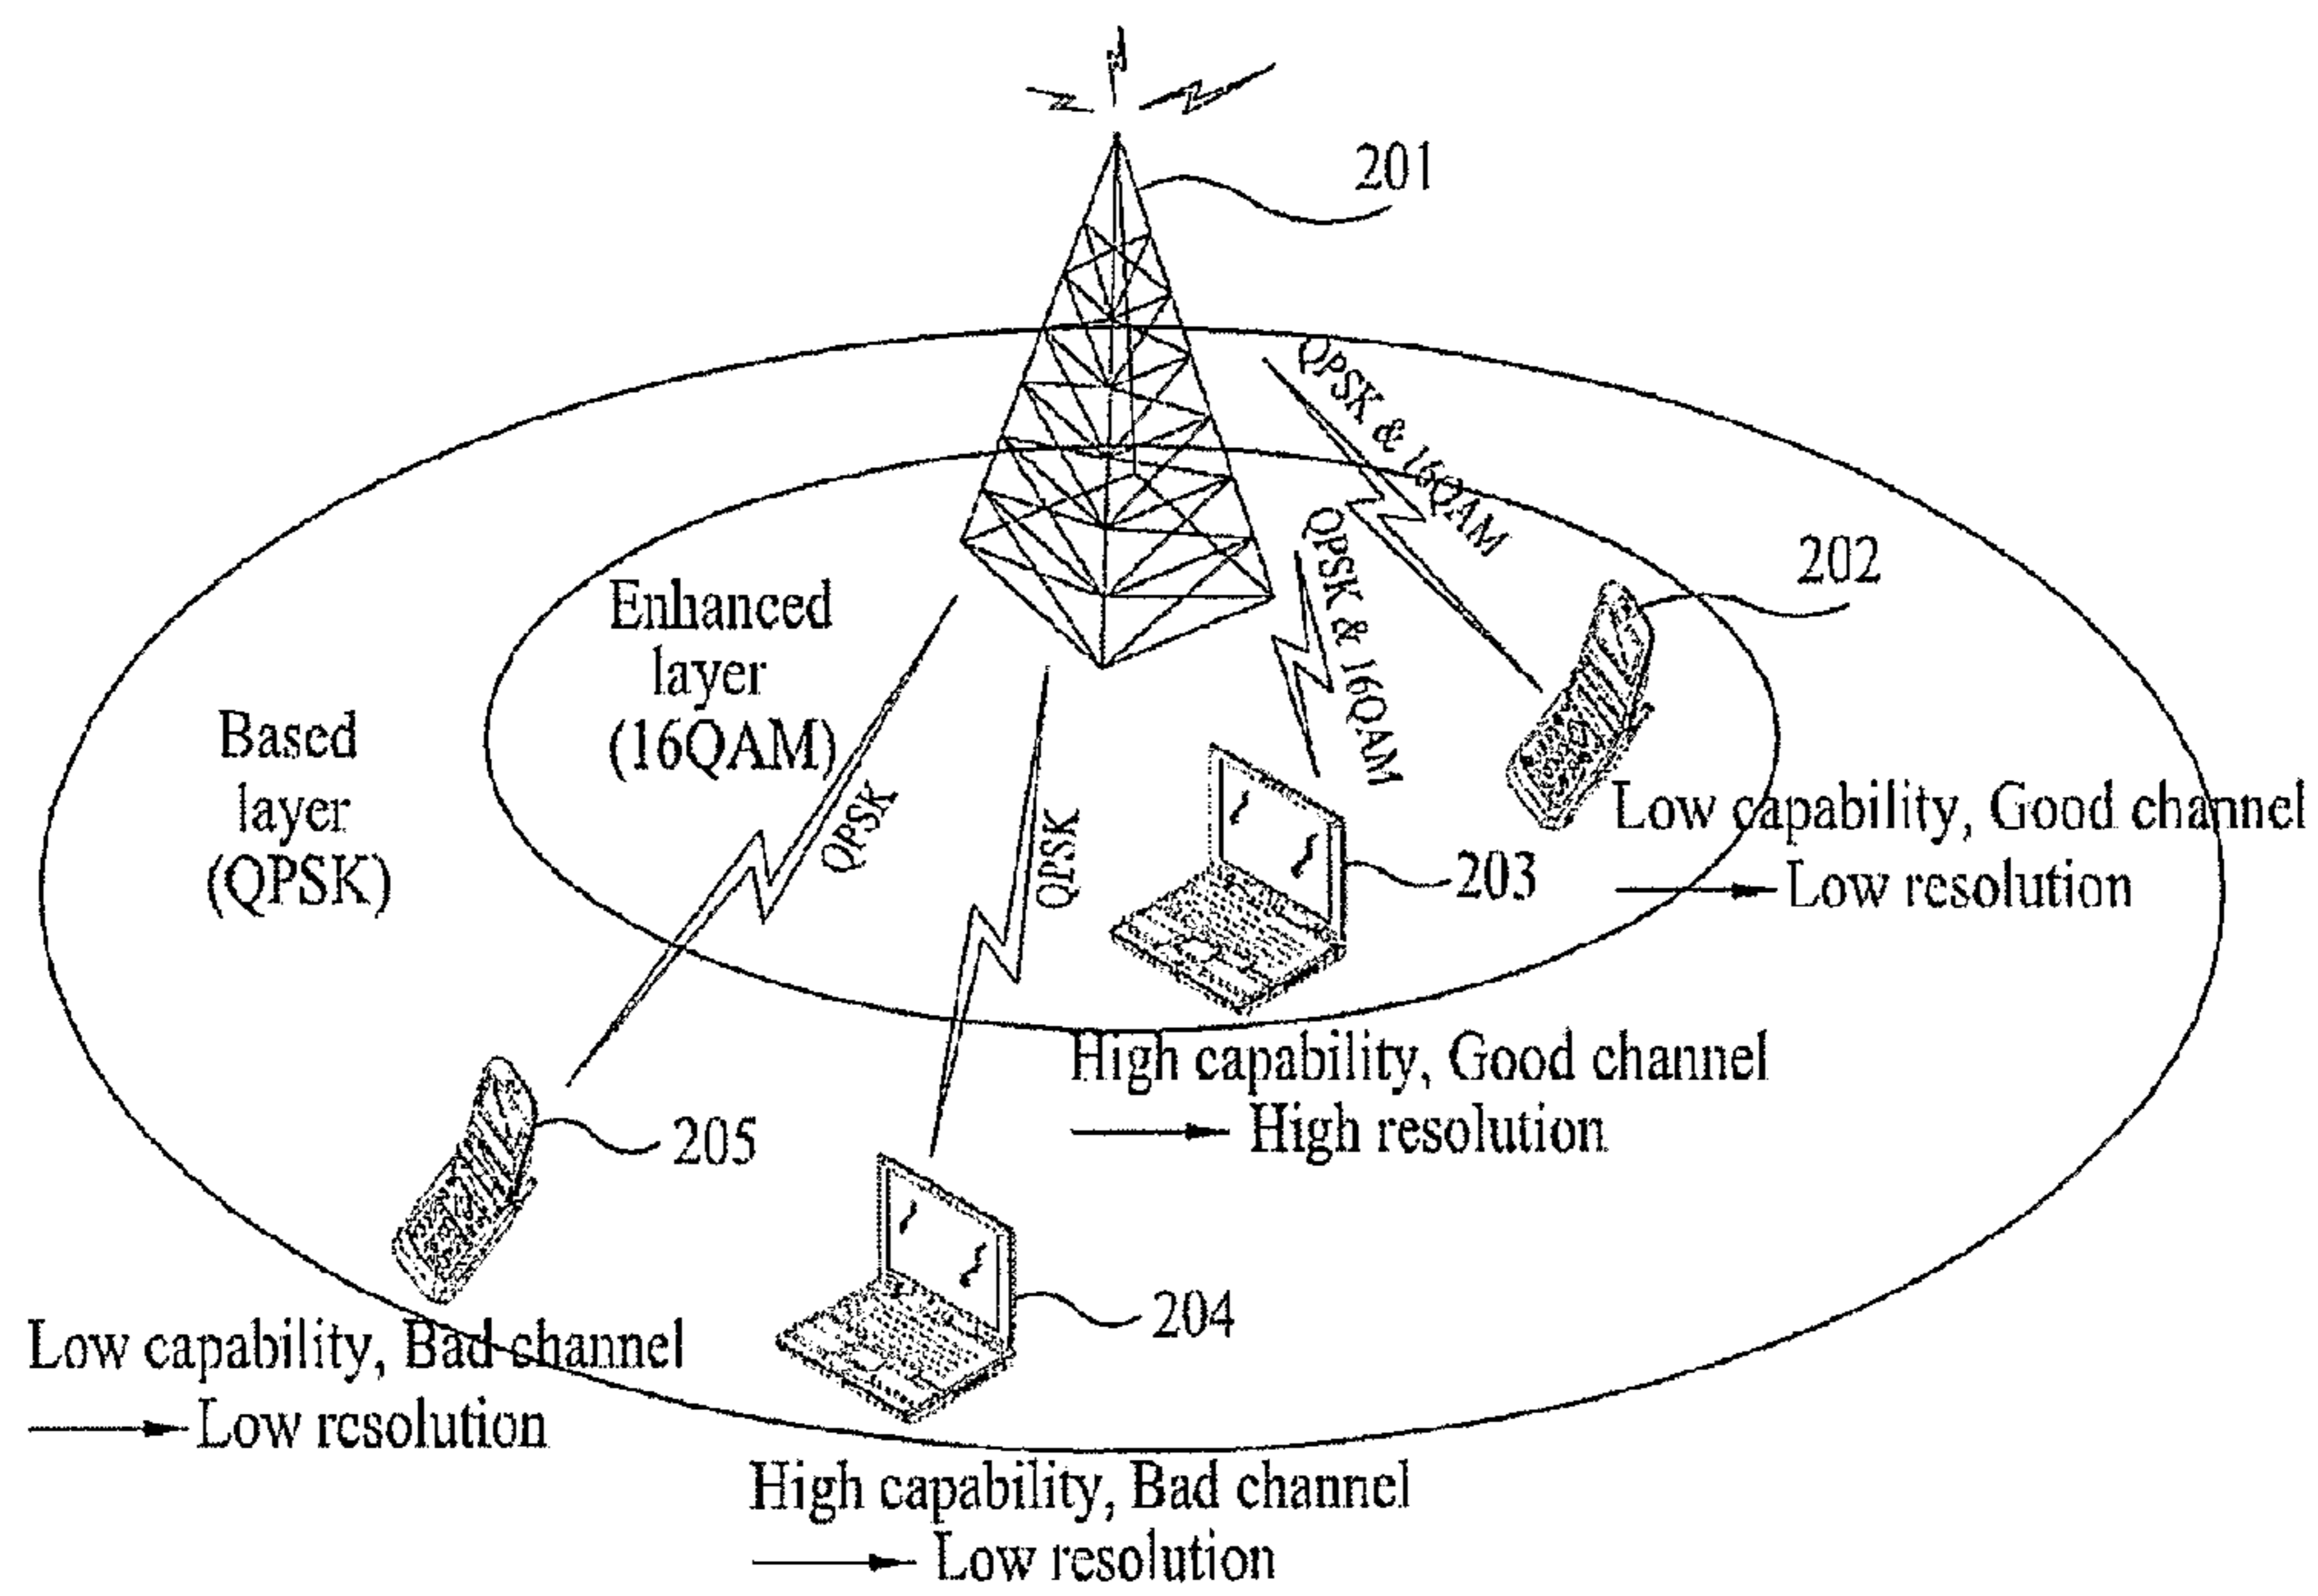 201
QPSK & 16QAM
202
QPSK & 16QAM
Enhanced
layer
(16QAM)
Based
layer
(QPSK)
QPSK
QPSK
203
Low capability, Good channel
Low resolution
High capability, Good channel
High resolution
205
204
Low capability, Bad channel
Low resolution
High capability, Bad channel
Low resolution